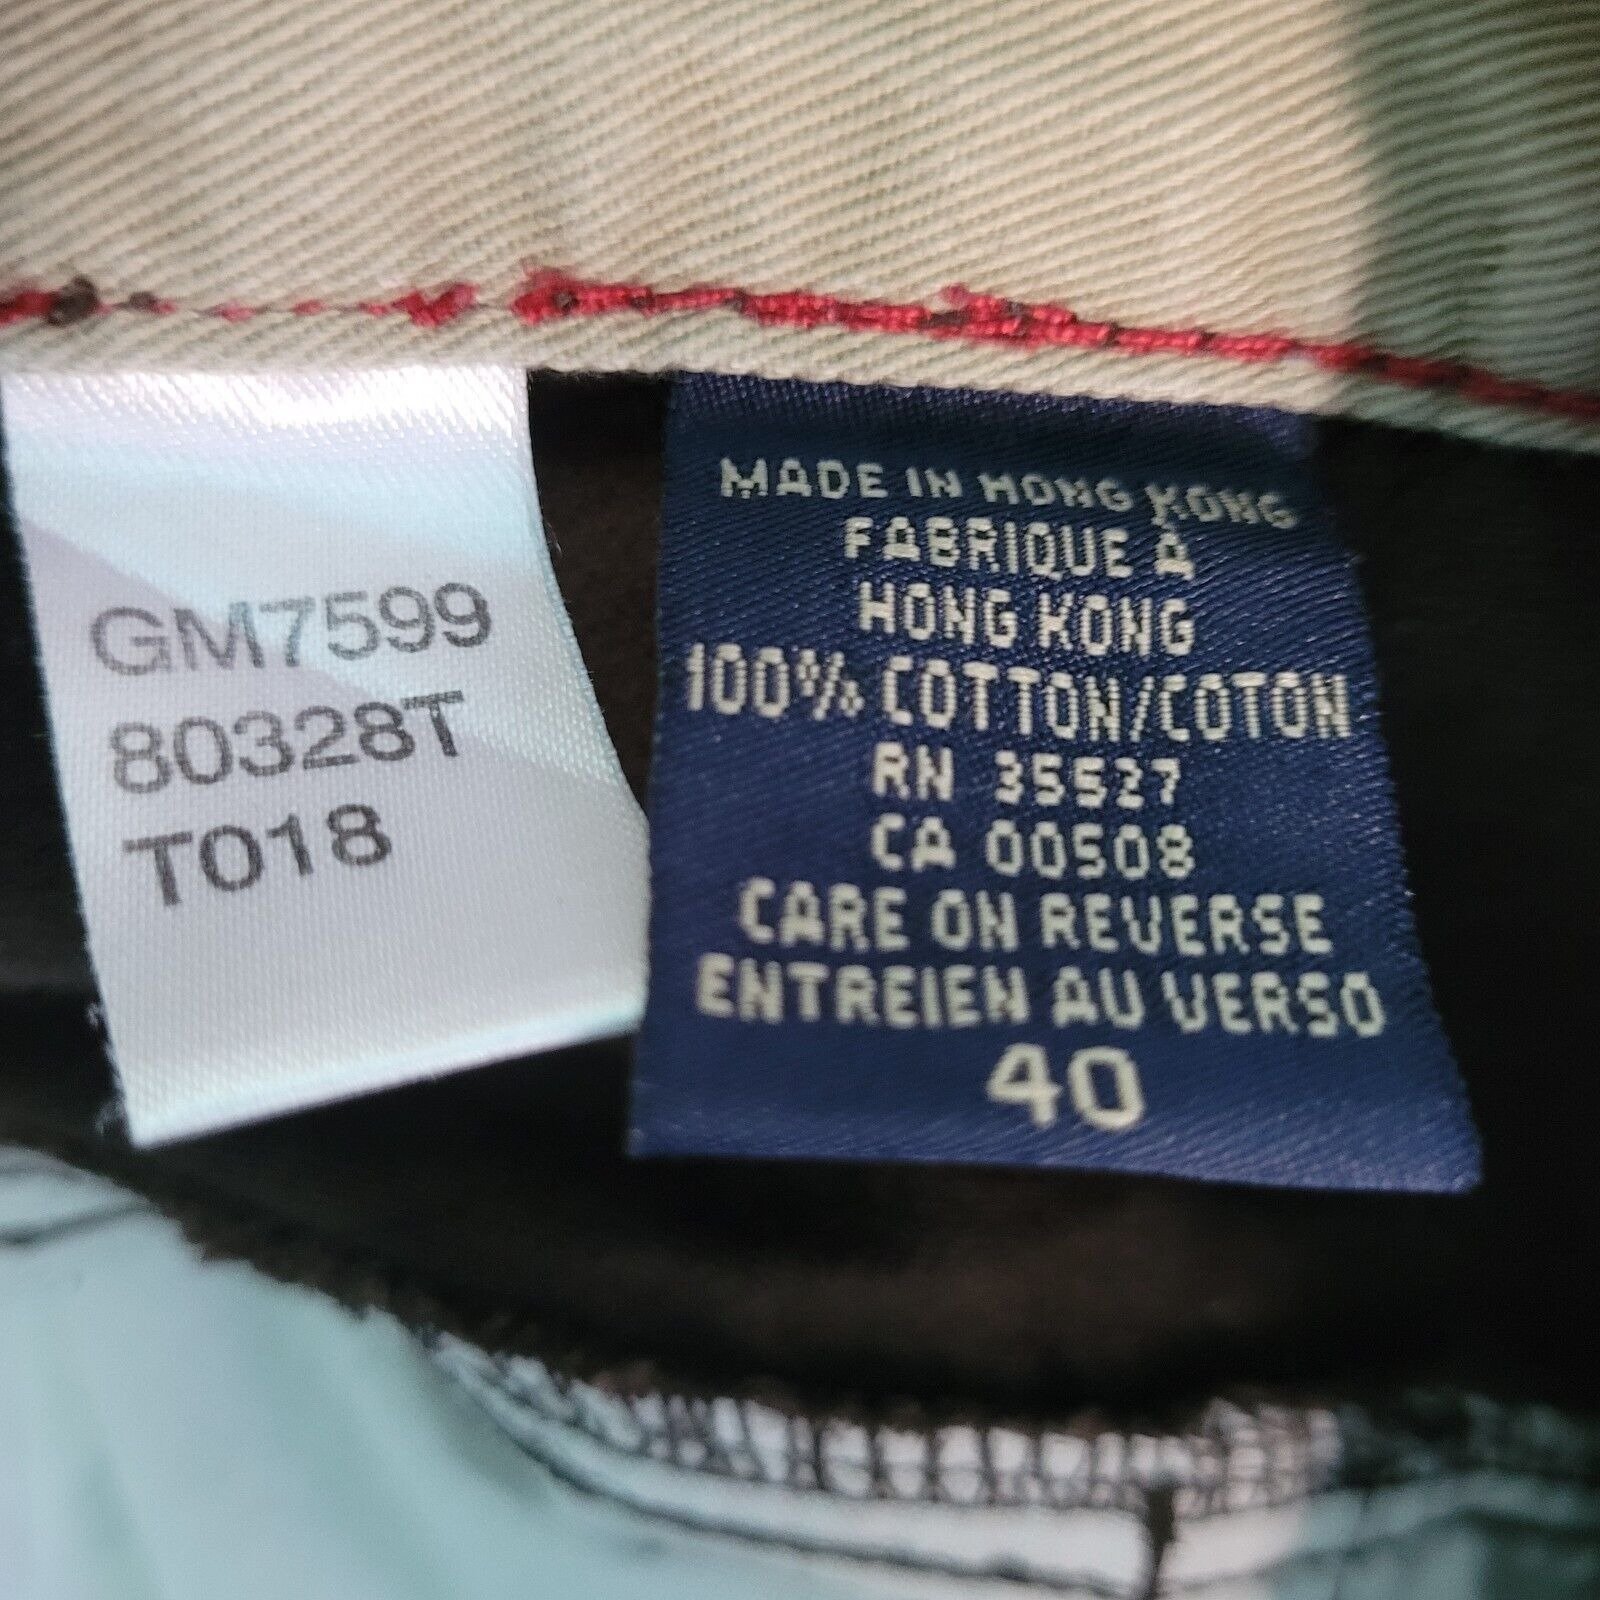 GM7599
80328T
T018
MADE IN HONG KONG
FABRIQUE À
HONG KONG
100% COTTON/COTON
RN 35527
CA 00508
CARE ON REVERSE
ENTREIEN AU VERSO
40